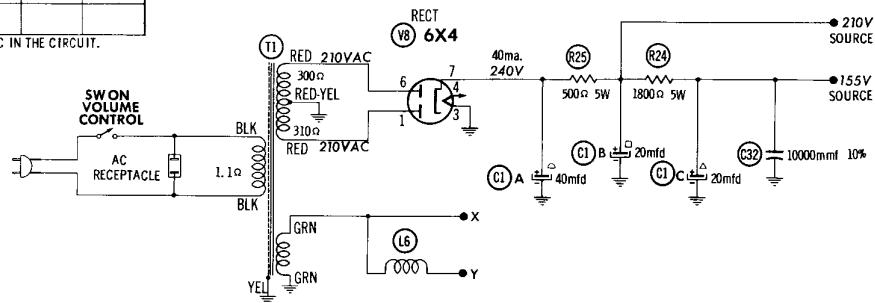 C IN THE CIRCUIT.
RECT
V8 6X4
210V
SOURCE
T1
RED 210VAC
300Ω
RED-YEL
310Ω
RED 210VAC
6
1
7
4
3
40ma.
240V
R25
500Ω 5W
R24
1800Ω 5W
155V
SOURCE
SW ON
VOLUME
CONTROL
BLK
AC
RECEPTACLE
1.1Ω
BLK
C1 A
40mfd
C1 B
20mfd
C1 C
20mfd
C32
10000mmf 10%
GRN
X
L6
Y
GRN
YEL